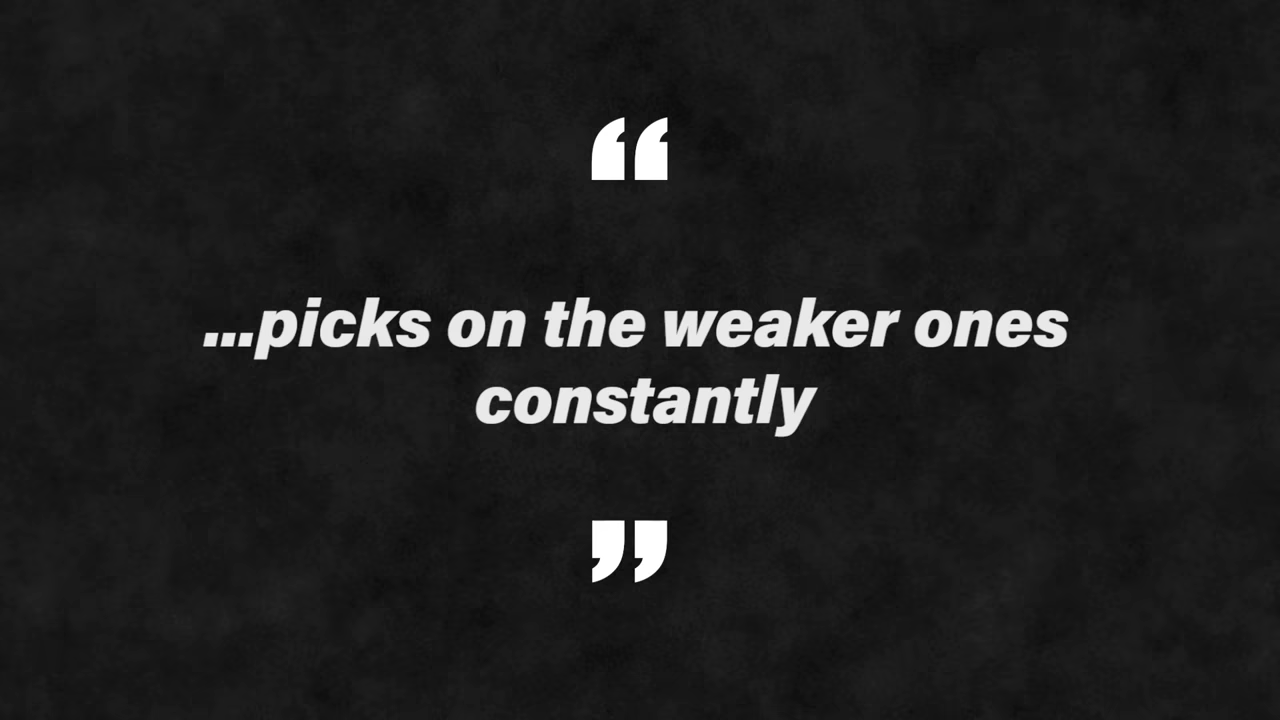 “
...picks on the weaker ones
constantly
”